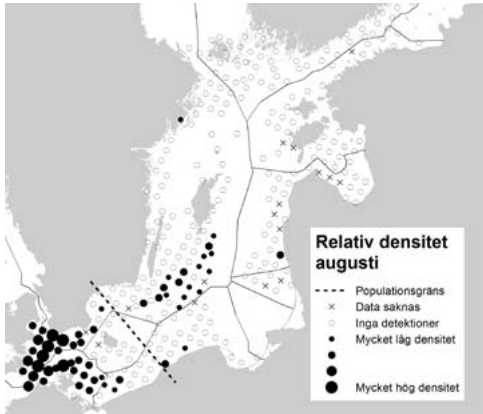 Relativ densitet
augusti
Populationsgräns
Data saknas
Inga detektioner
Mycket låg densitet
Mycket hög densitet